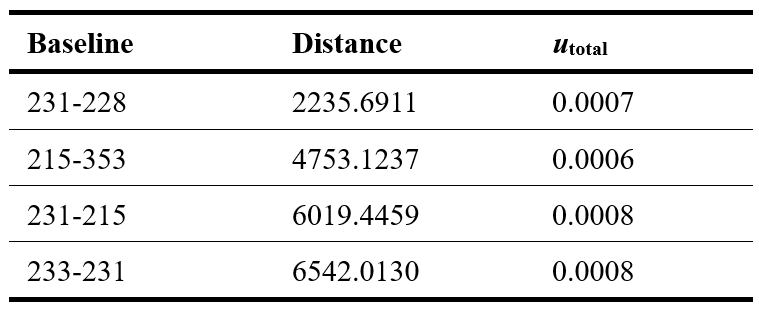 Baseline Distance utotal
231-228 2235.6911 0.0007
215-353 4753.1237 0.0006
231-215 6019.4459 0.0008
233-231 6542.0130 0.0008